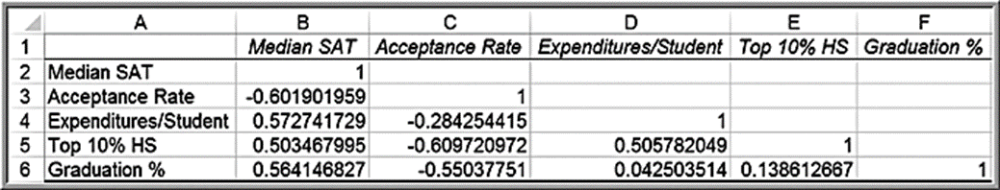 A B C D E F
1 Median SAT Acceptance Rate Expenditures/Student Top 10% HS Graduation %
2 Median SAT 1
3 Acceptance Rate -0.601901959 1
4 Expenditures/Student 0.572741729 -0.284254415 1
5 Top 10% HS 0.503467995 -0.609720972 0.505782049 1
6 Graduation % 0.564146827 -0.55037751 0.042503514 0.138612667 1